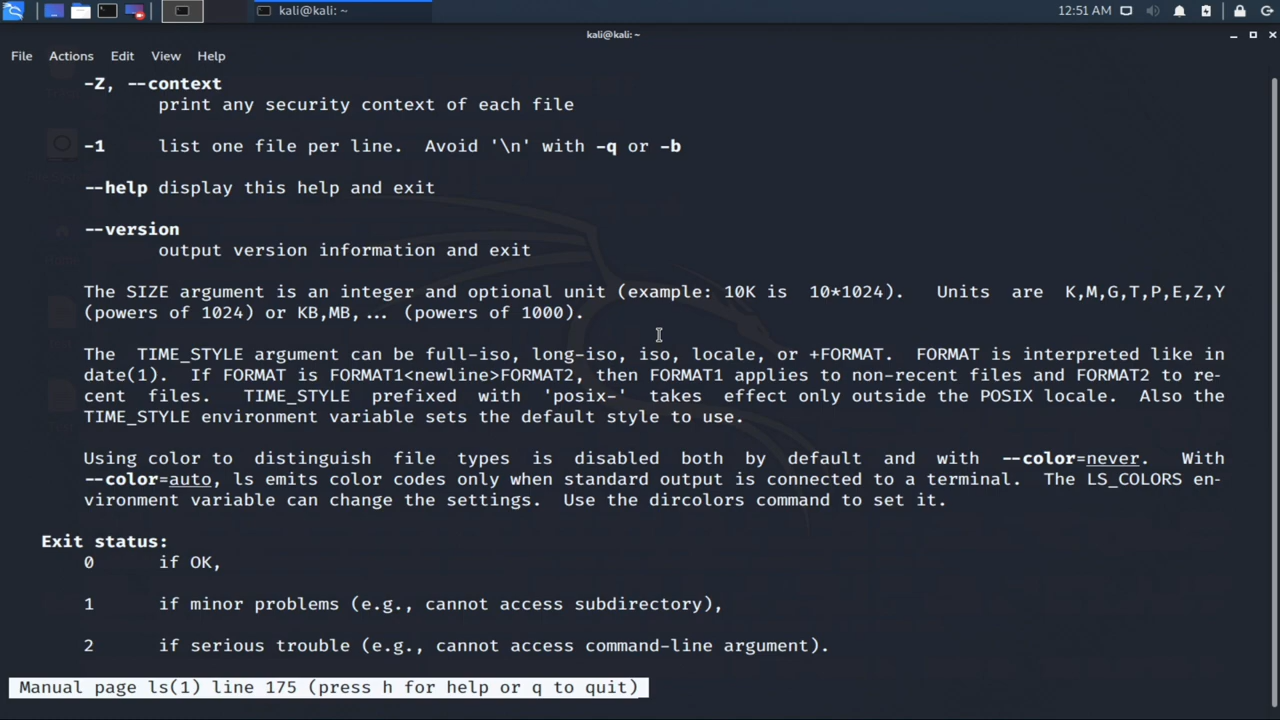 kali@kali: ~
12:51 AM
kali@kali: ~
File Actions Edit View Help
-Z, --context
print any security context of each file
-1 list one file per line. Avoid '\n' with -q or -b
--help display this help and exit
--version
output version information and exit
The SIZE argument is an integer and optional unit (example: 10K is 10*1024). Units are K,M,G,T,P,E,Z,Y
(powers of 1024) or KB,MB,... (powers of 1000).
The TIME_STYLE argument can be full-iso, long-iso, iso, locale, or +FORMAT. FORMAT is interpreted like in
date(1). If FORMAT is FORMAT1<newline>FORMAT2, then FORMAT1 applies to non-recent files and FORMAT2 to re-
cent files. TIME_STYLE prefixed with 'posix-' takes effect only outside the POSIX locale. Also the
TIME_STYLE environment variable sets the default style to use.
Using color to distinguish file types is disabled both by default and with --color=never. With
--color=auto, ls emits color codes only when standard output is connected to a terminal. The LS_COLORS en-
vironment variable can change the settings. Use the dircolors command to set it.
Exit status:
0 if OK,
1 if minor problems (e.g., cannot access subdirectory),
2 if serious trouble (e.g., cannot access command-line argument).
Manual page ls(1) line 175 (press h for help or q to quit)